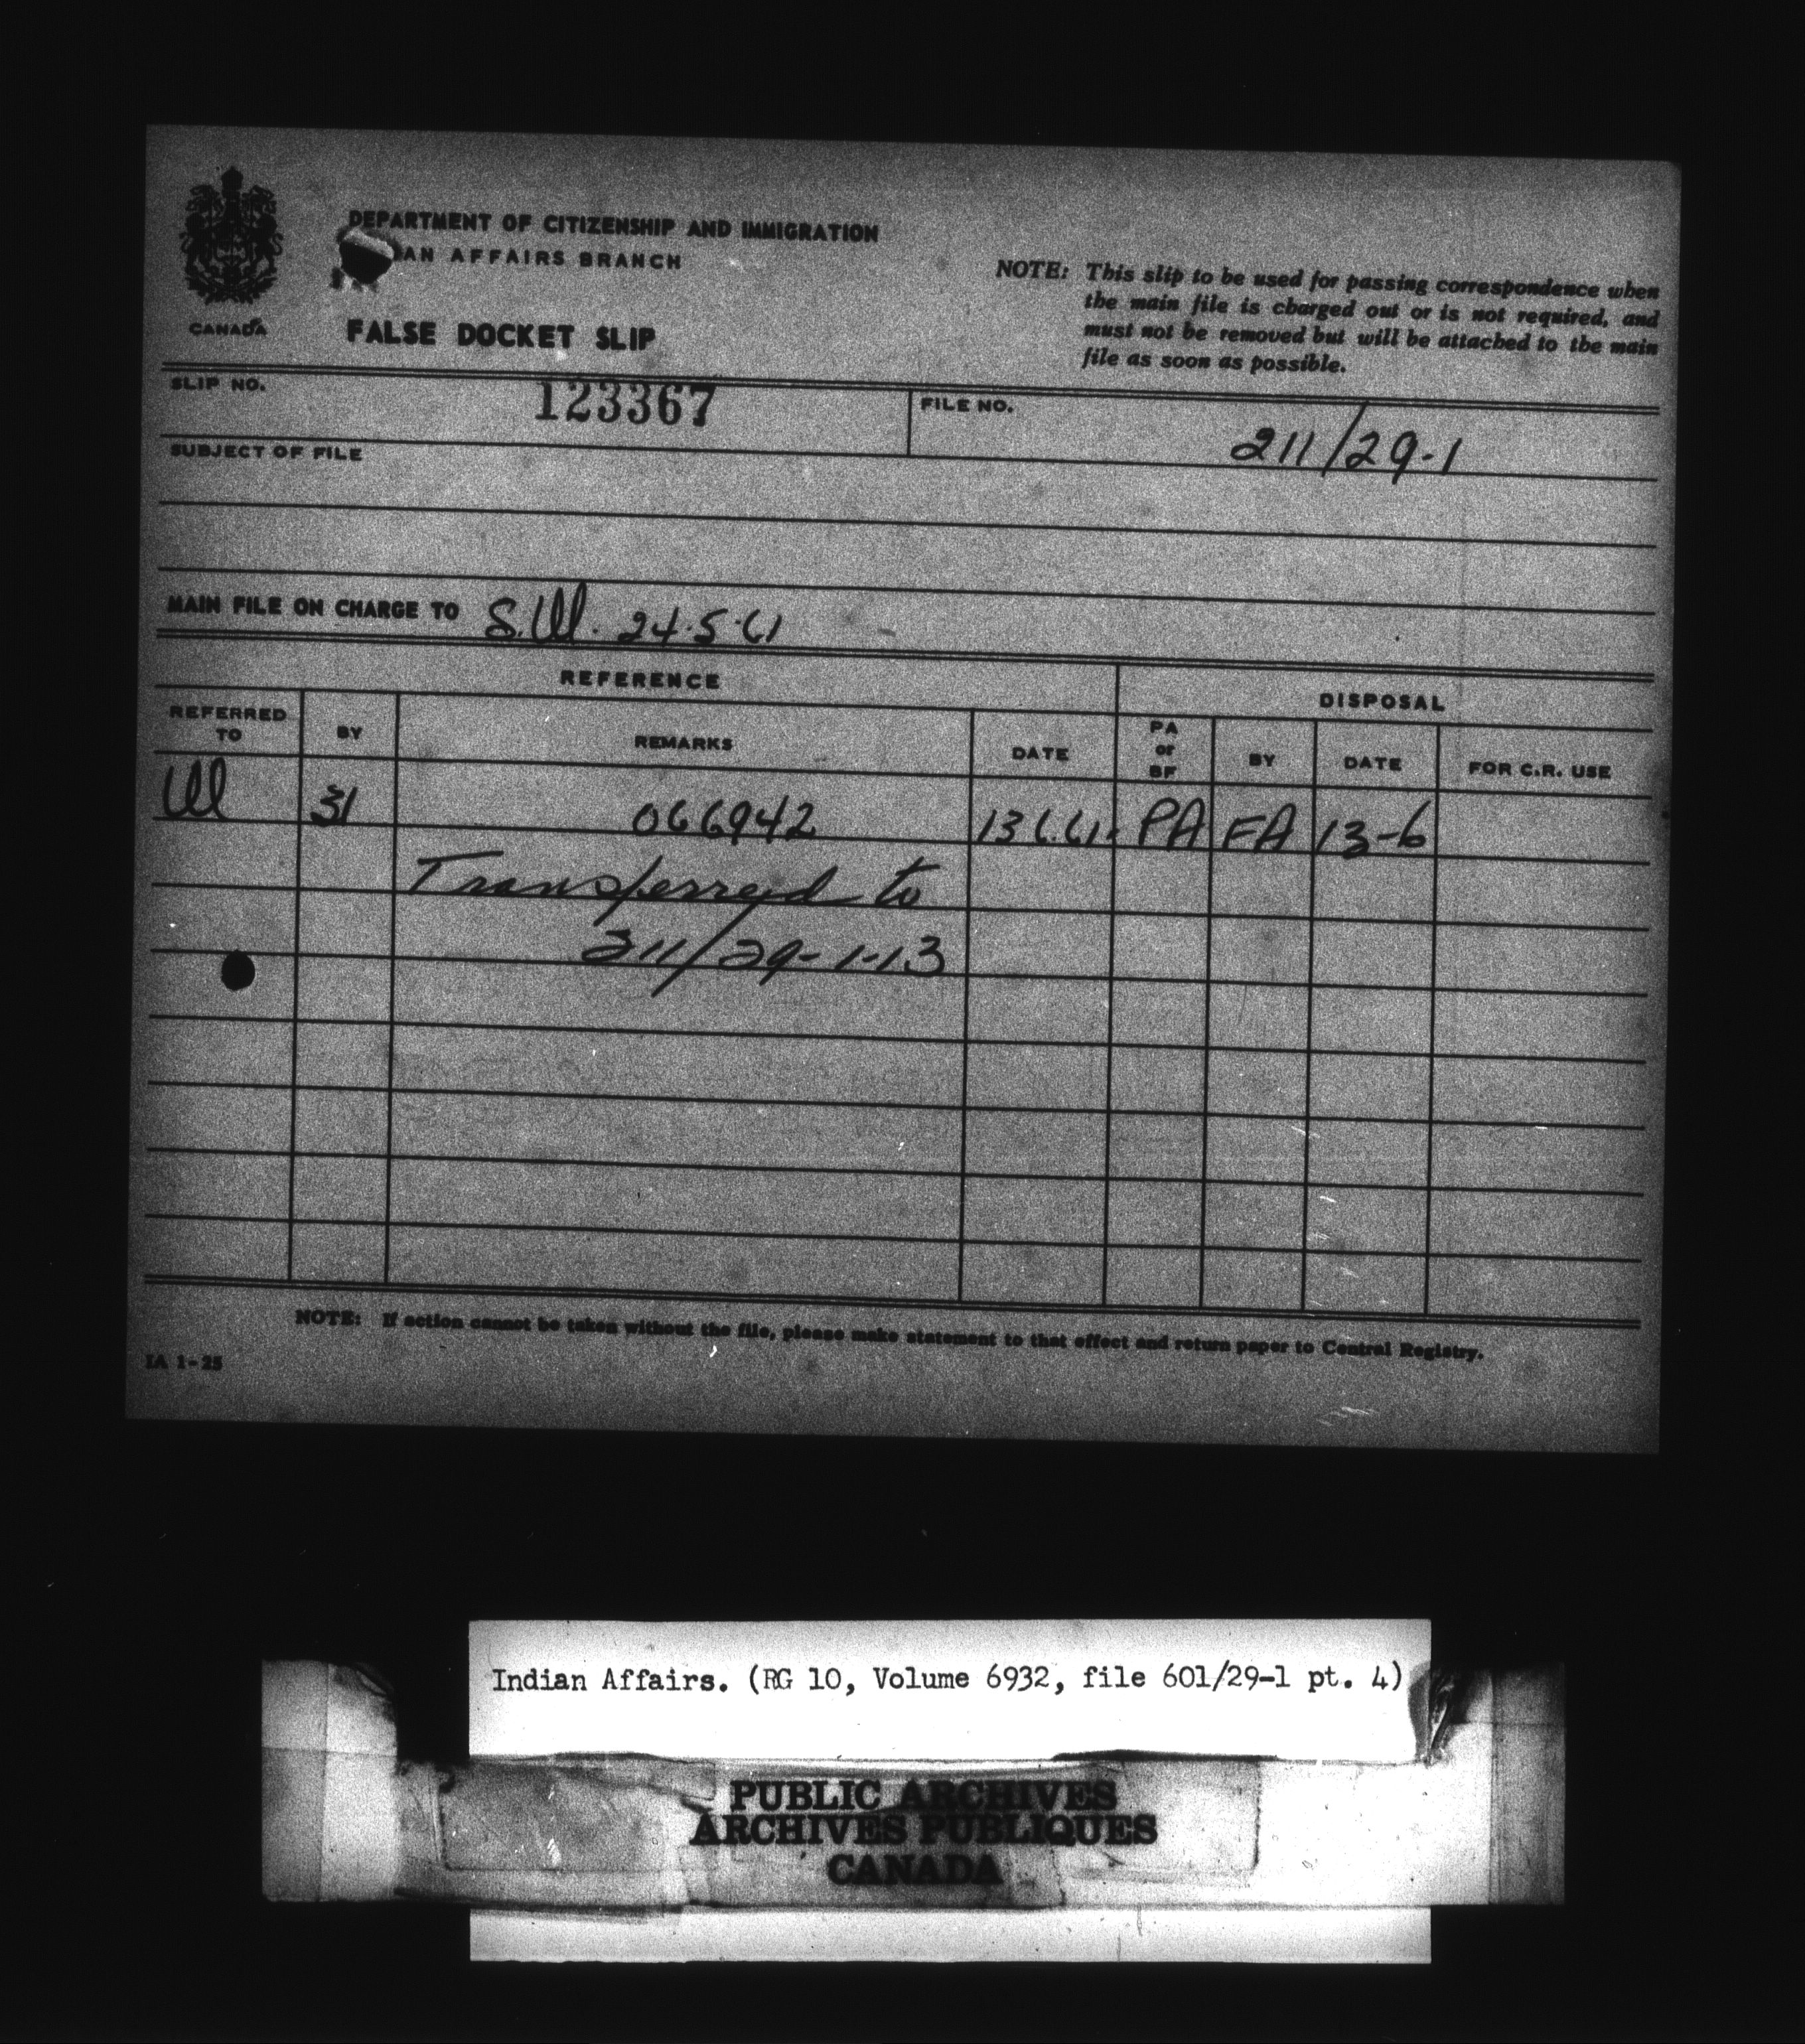 DEPARTMENT OF CITIZENSHIP AND IMMIGRATION
AN AFFAIRS BRANCH
CANADA
FALSE DOCKET SLIP
NOTE: This slip to be used for passing correspondence when
the main file is charged out or is not required, and
must not be removed but will be attached to the main
file as soon as possible.
SLIP NO. 123367
FILE NO. 211/29-1
SUBJECT OF FILE
MAIN FILE ON CHARGE TO 24.5.61
REFERENCE
DISPOSAL
REFERRED TO
BY
REMARKS
DATE
PA or BF
BY
DATE
FOR C.R. USE
31 066942 13.6.61. PA FA 13-6
Transferred to
211/29-1-13
NOTE: If action cannot be taken without the file, please make statement to that effect and return paper to Central Registry.
IA 1-25
Indian Affairs. (RG 10, Volume 6932, file 601/29-1 pt. 4)
PUBLIC ARCHIVES
ARCHIVES PUBLIQUES
CANADA